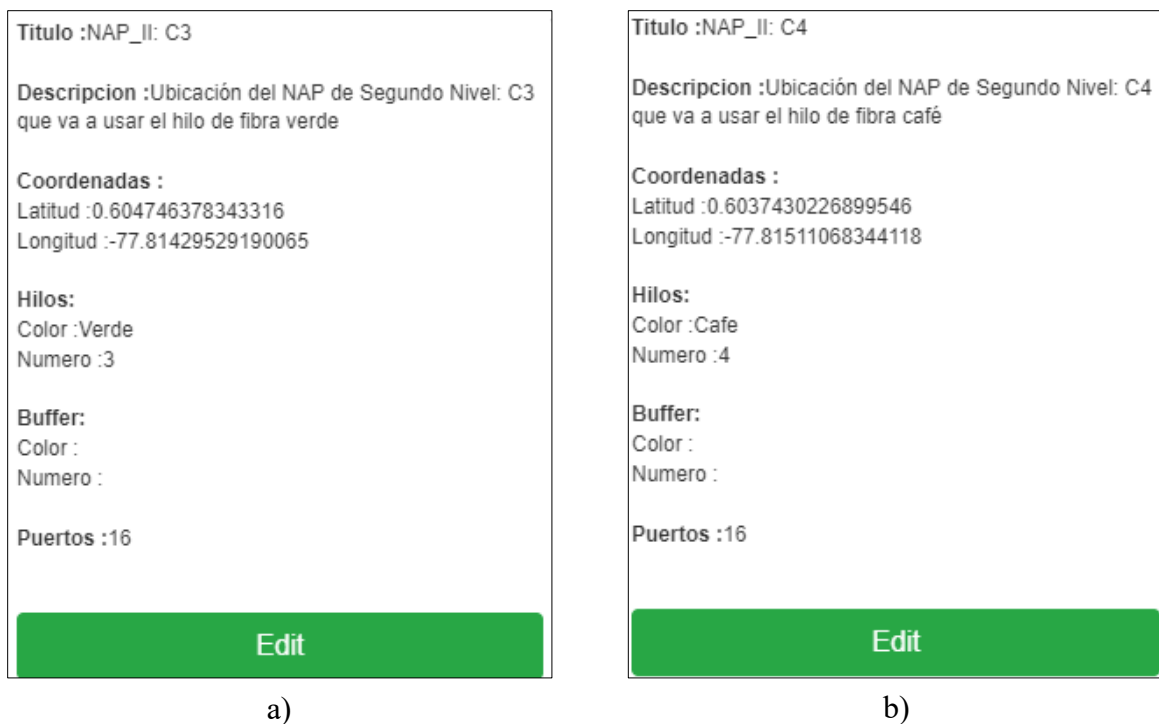 Titulo :NAP_II: C3
Descripcion :Ubicación del NAP de Segundo Nivel: C3
que va a usar el hilo de fibra verde
Coordenadas :
Latitud :0.604746378343316
Longitud :-77.81429529190065
Hilos:
Color :Verde
Numero :3
Buffer:
Color :
Numero :
Puertos :16
Edit
a)
Titulo :NAP_II: C4
Descripcion :Ubicación del NAP de Segundo Nivel: C4
que va a usar el hilo de fibra café
Coordenadas :
Latitud :0.6037430226899546
Longitud :-77.81511068344118
Hilos:
Color :Cafe
Numero :4
Buffer:
Color :
Numero :
Puertos :16
Edit
b)